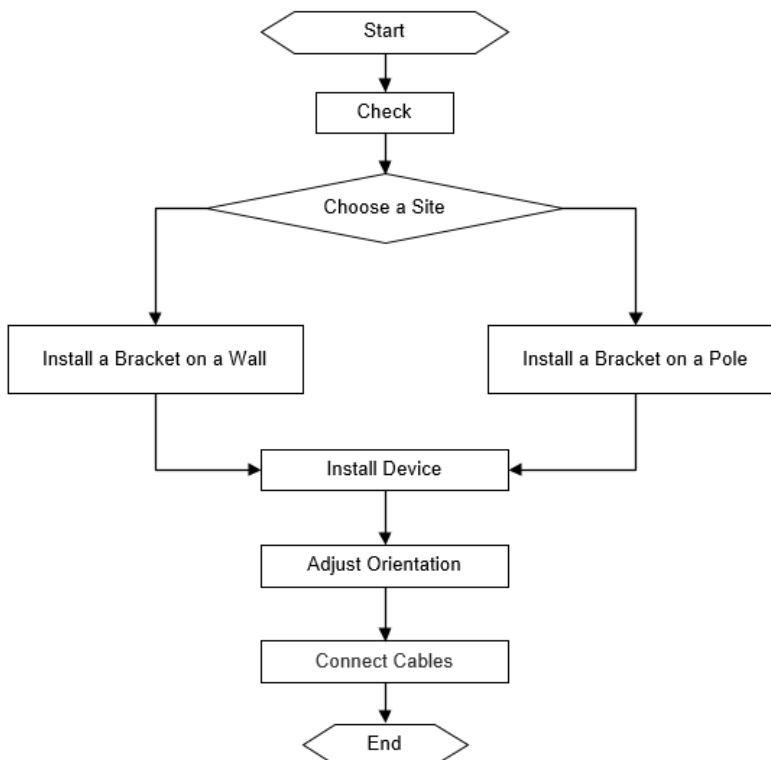 Start
Check
Choose a Site
Install a Bracket on a Wall
Install a Bracket on a Pole
Install Device
Adjust Orientation
Connect Cables
End